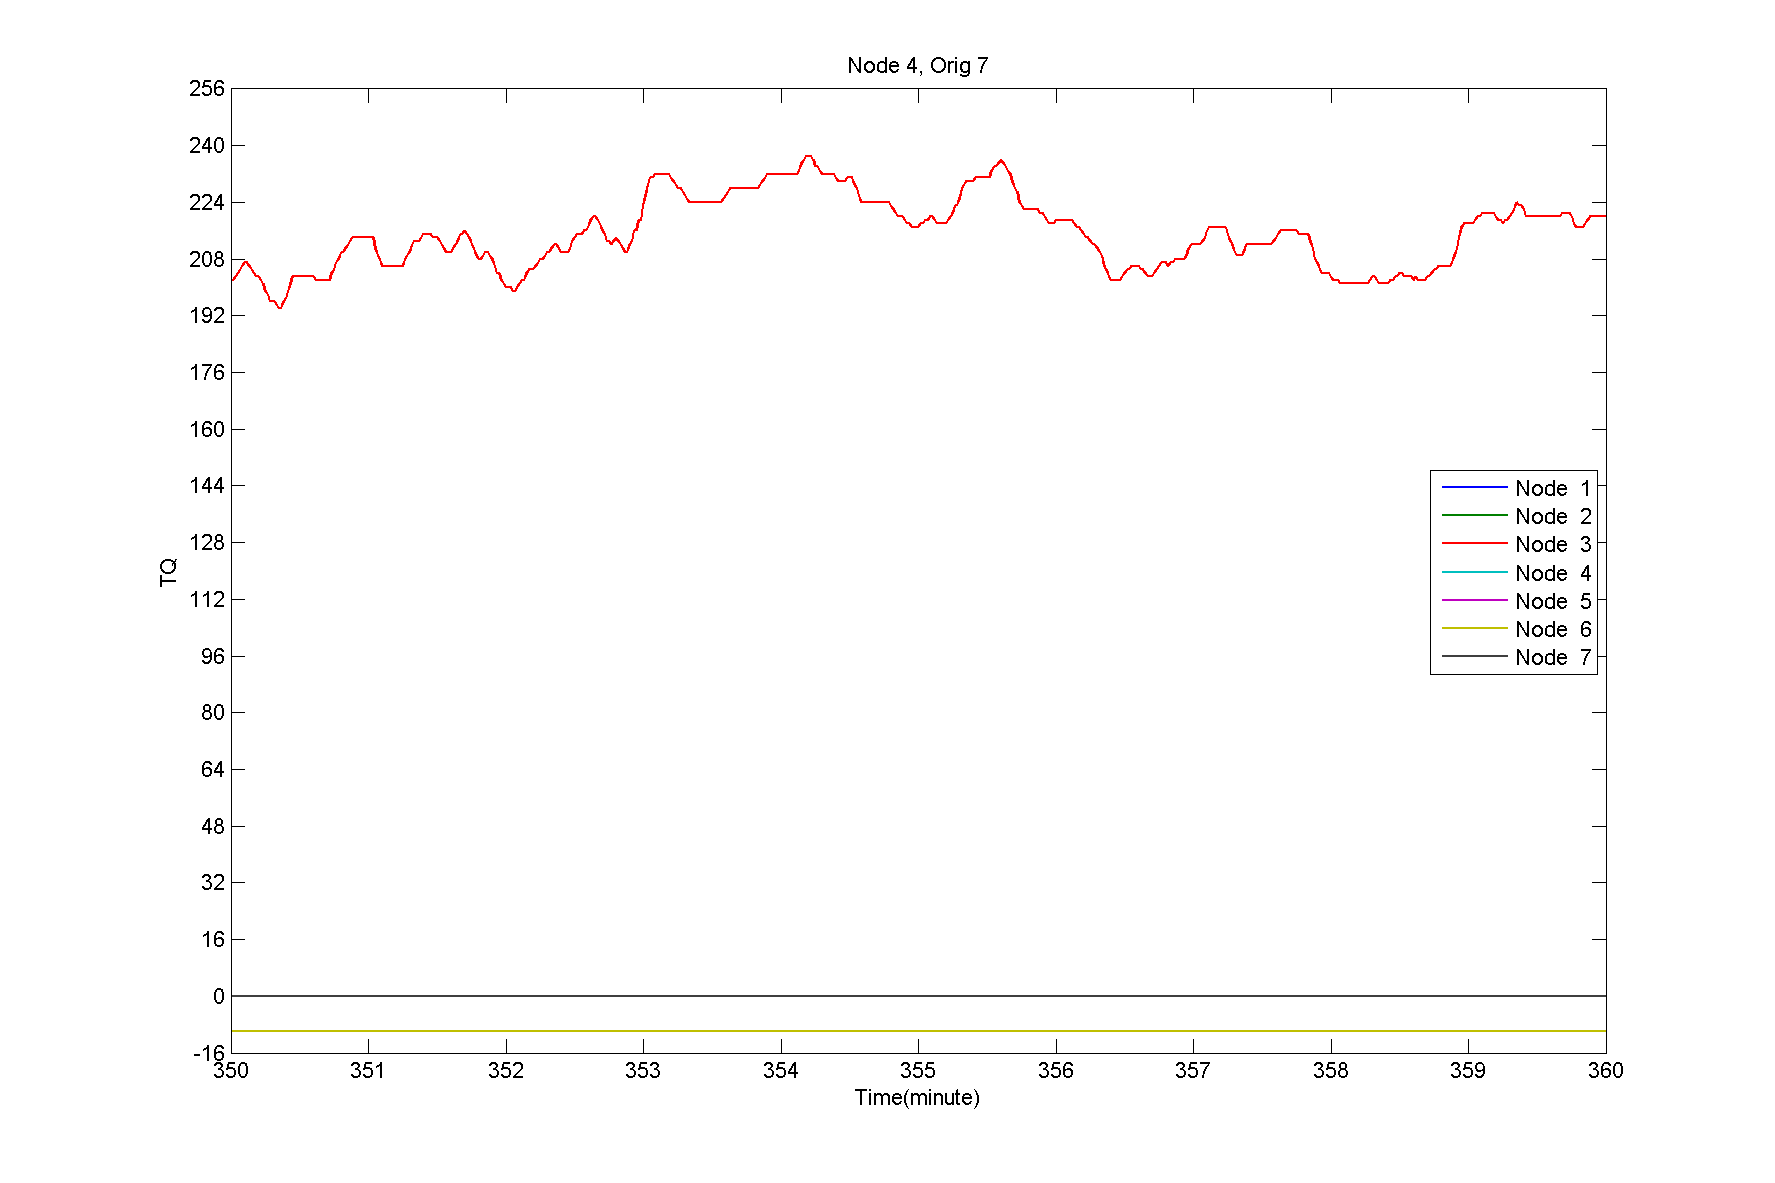 Node 4, Orig 7
256
240
224
208
192
176
160
144
128
112
96
80
64
48
32
16
0
-16
TQ
Node 1
Node 2
Node 3
Node 4
Node 5
Node 6
Node 7
350 351 352 353 354 355 356 357 358 359 360
Time(minute)